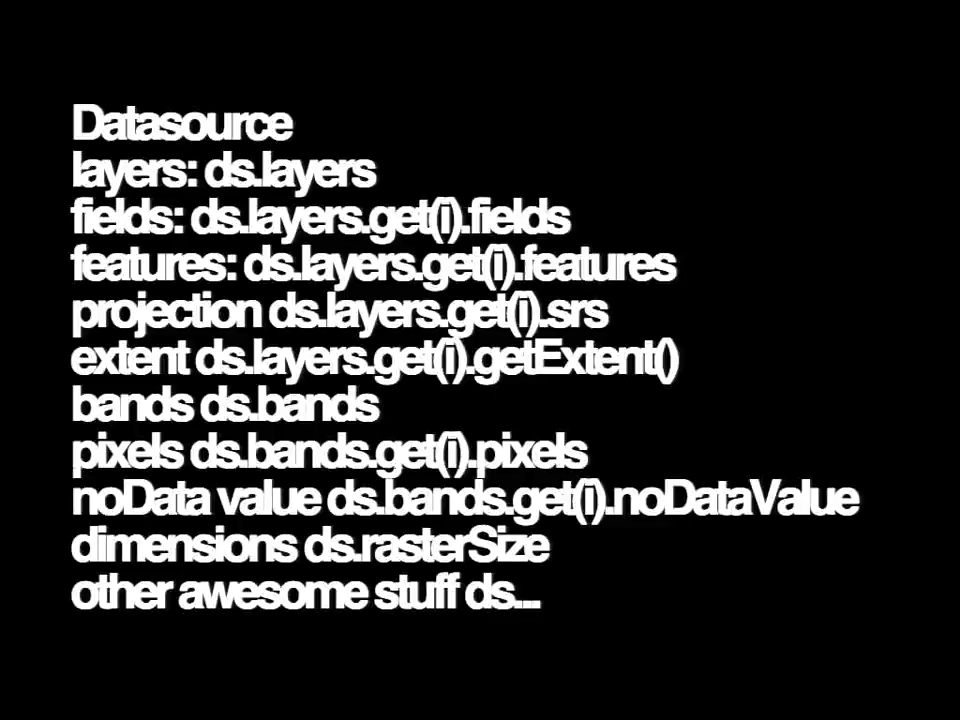 Datasource
layers: ds.layers
fields: ds.layers.get(i).fields
features: ds.layers.get(i).features
projection ds.layers.get(i).srs
extent ds.layers.get(i).getExtent()
bands ds.bands
pixels ds.bands.get(i).pixels
noData value ds.bands.get(i).noDataValue
dimensions ds.rasterSize
other awesome stuff ds...